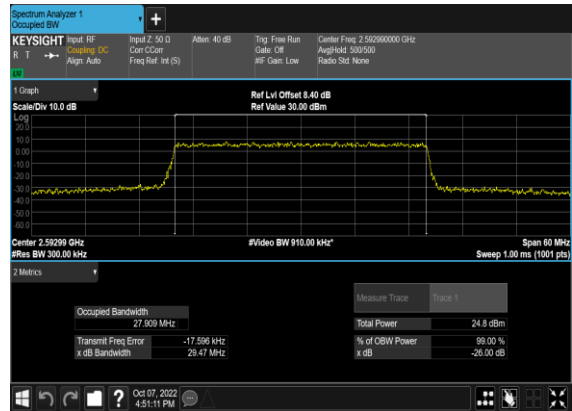 Spectrum Analyzer 1
Occupied BW
KEYSIGHT
R T
Input: RF
Coupling: DC
Align: Auto
Input Z: 50 Ω
Corr CCorr
Freq Ref: Int (S)
Atten: 40 dB
Trig: Free Run
Gate: Off
#IF Gain: Low
Center Freq: 2.592990000 GHz
Avg|Hold: 500/500
Radio Std: None
1 Graph
Scale/Div 10.0 dB
Ref Lvl Offset 8.40 dB
Ref Value 30.00 dBm
Log
20.0
10.0
0.00
-10.0
-20.0
-30.0
-40.0
-50.0
-60.0
Center 2.59299 GHz
#Video BW 910.00 kHz*
Span 60 MHz
#Res BW 300.00 kHz
Sweep 1.00 ms (1001 pts)
2 Metrics
Measure Trace
Trace 1
Occupied Bandwidth
27.909 MHz
Total Power
24.8 dBm
Transmit Freq Error
-17.596 kHz
% of OBW Power
99.00 %
x dB Bandwidth
29.47 MHz
x dB
-26.00 dB
?
Oct 07, 2022
4:51:11 PM